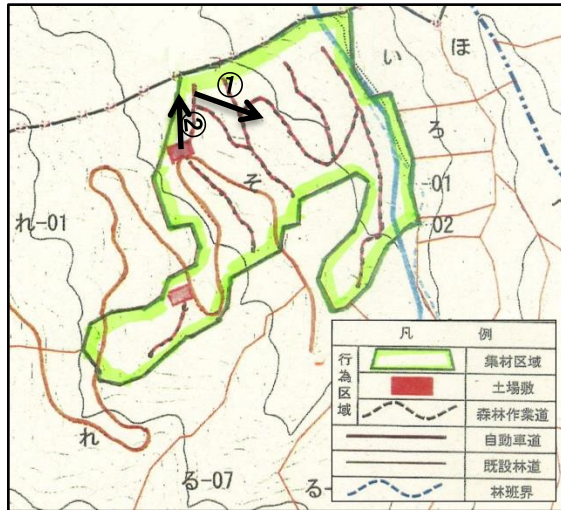 ①
②
い
ほ
ろ
そ
01
02
れ-01
れ
る-07
る-
凡 例
行為区域
集材区域
土場敷
森林作業道
自動車道
既設林道
林班界